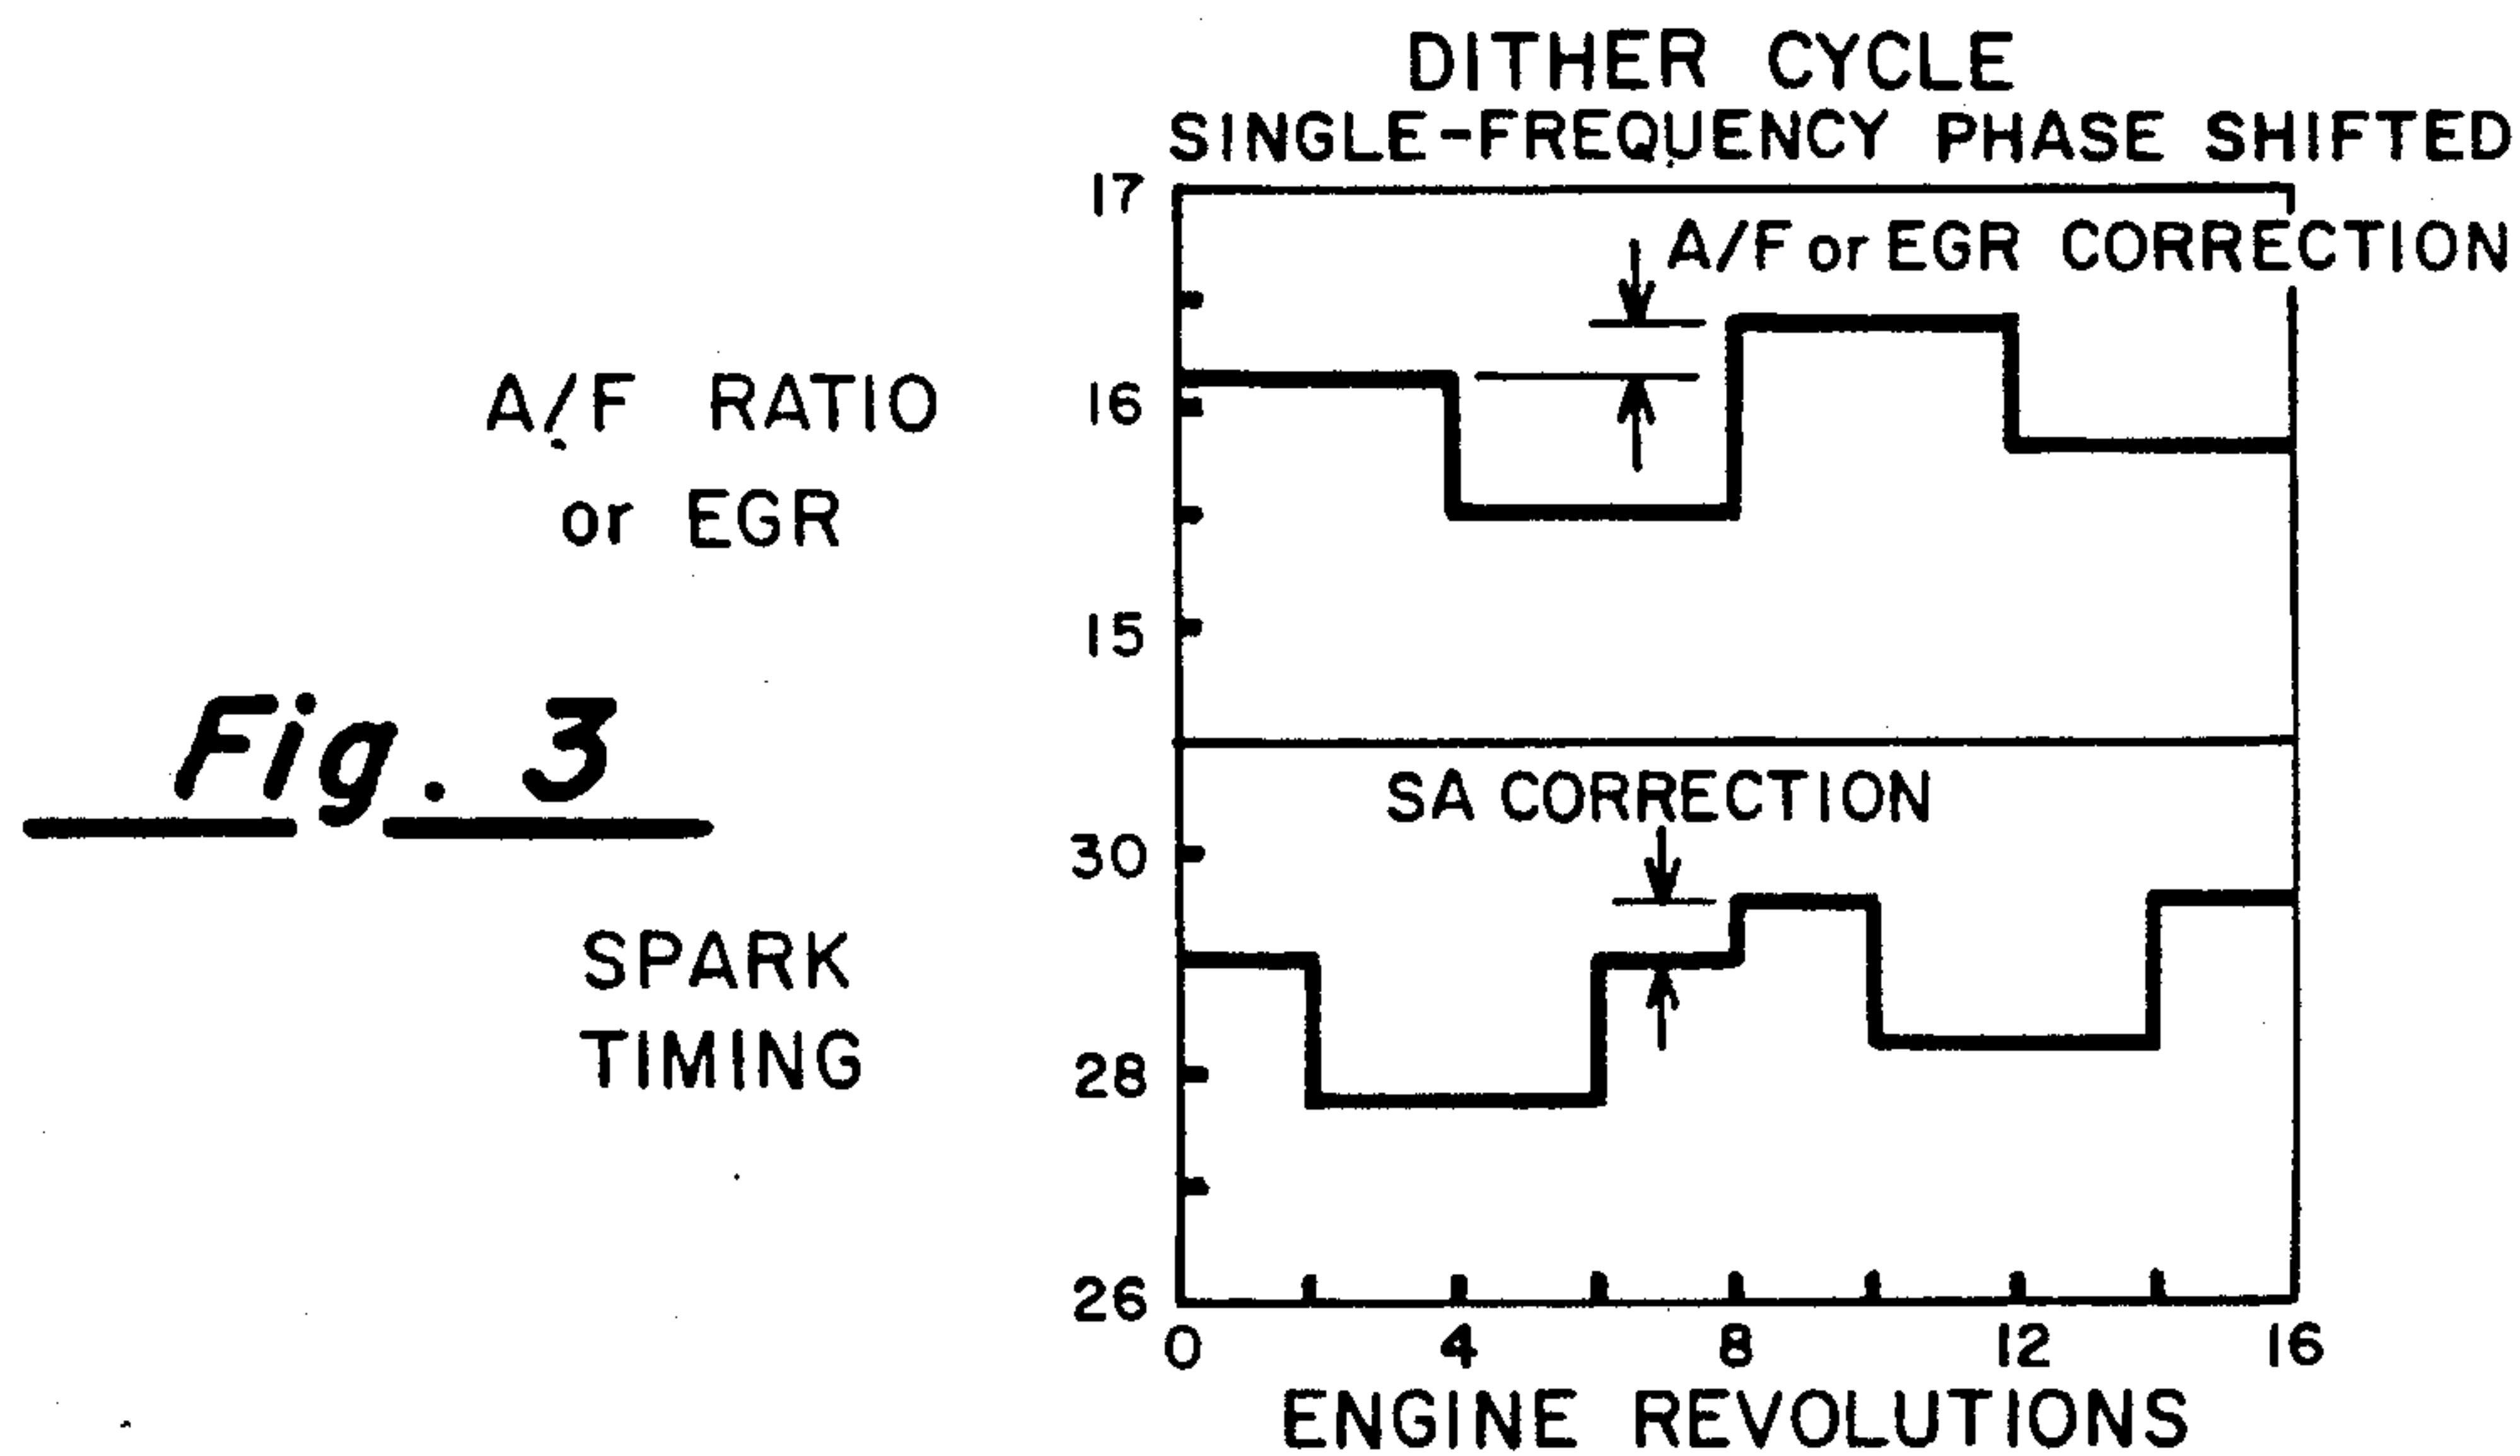 DITHER CYCLE
SINGLE-FREQUENCY PHASE SHIFTED
17
A/F or EGR CORRECTION
A/F RATIO
or EGR
16
15
Fig. 3
SA CORRECTION
30
SPARK
TIMING
28
26
0 4 8 12 16
ENGINE REVOLUTIONS